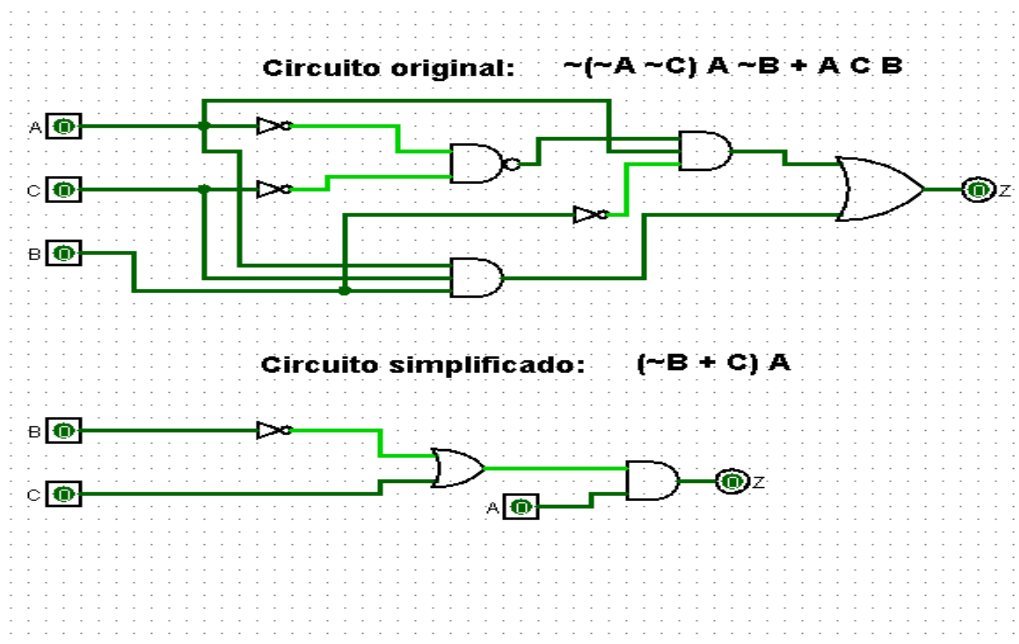 Circuito original: ~(~A ~C) A ~B + A C B
A
C
Z
B
Circuito simplificado: (~B + C) A
B
Z
C
A